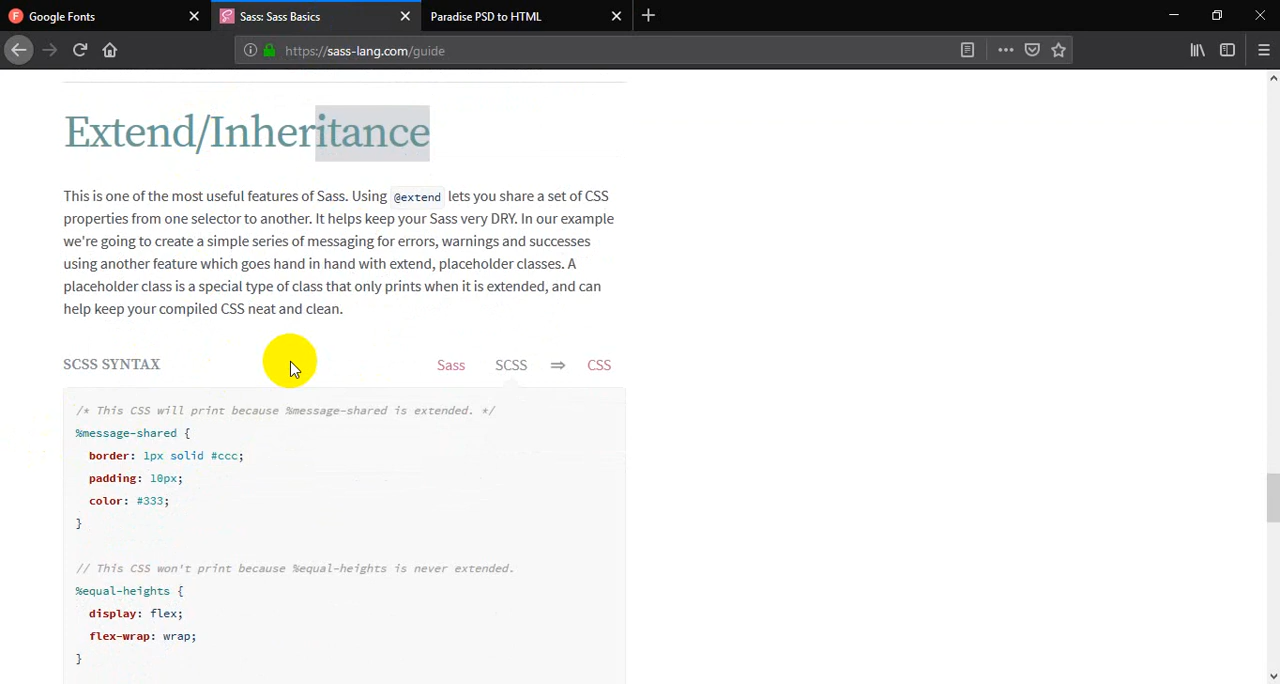 Google Fonts
Sass: Sass Basics
Paradise PSD to HTML
https://sass-lang.com/guide
Extend/Inheritance
This is one of the most useful features of Sass. Using @extend lets you share a set of CSS
properties from one selector to another. It helps keep your Sass very DRY. In our example
we're going to create a simple series of messaging for errors, warnings and successes
using another feature which goes hand in hand with extend, placeholder classes. A
placeholder class is a special type of class that only prints when it is extended, and can
help keep your compiled CSS neat and clean.
SCSS SYNTAX
Sass SCSS ⇒ CSS
/* This CSS will print because %message-shared is extended. */
%message-shared {
border: 1px solid #ccc;
padding: 10px;
color: #333;
}
// This CSS won't print because %equal-heights is never extended.
%equal-heights {
display: flex;
flex-wrap: wrap;
}